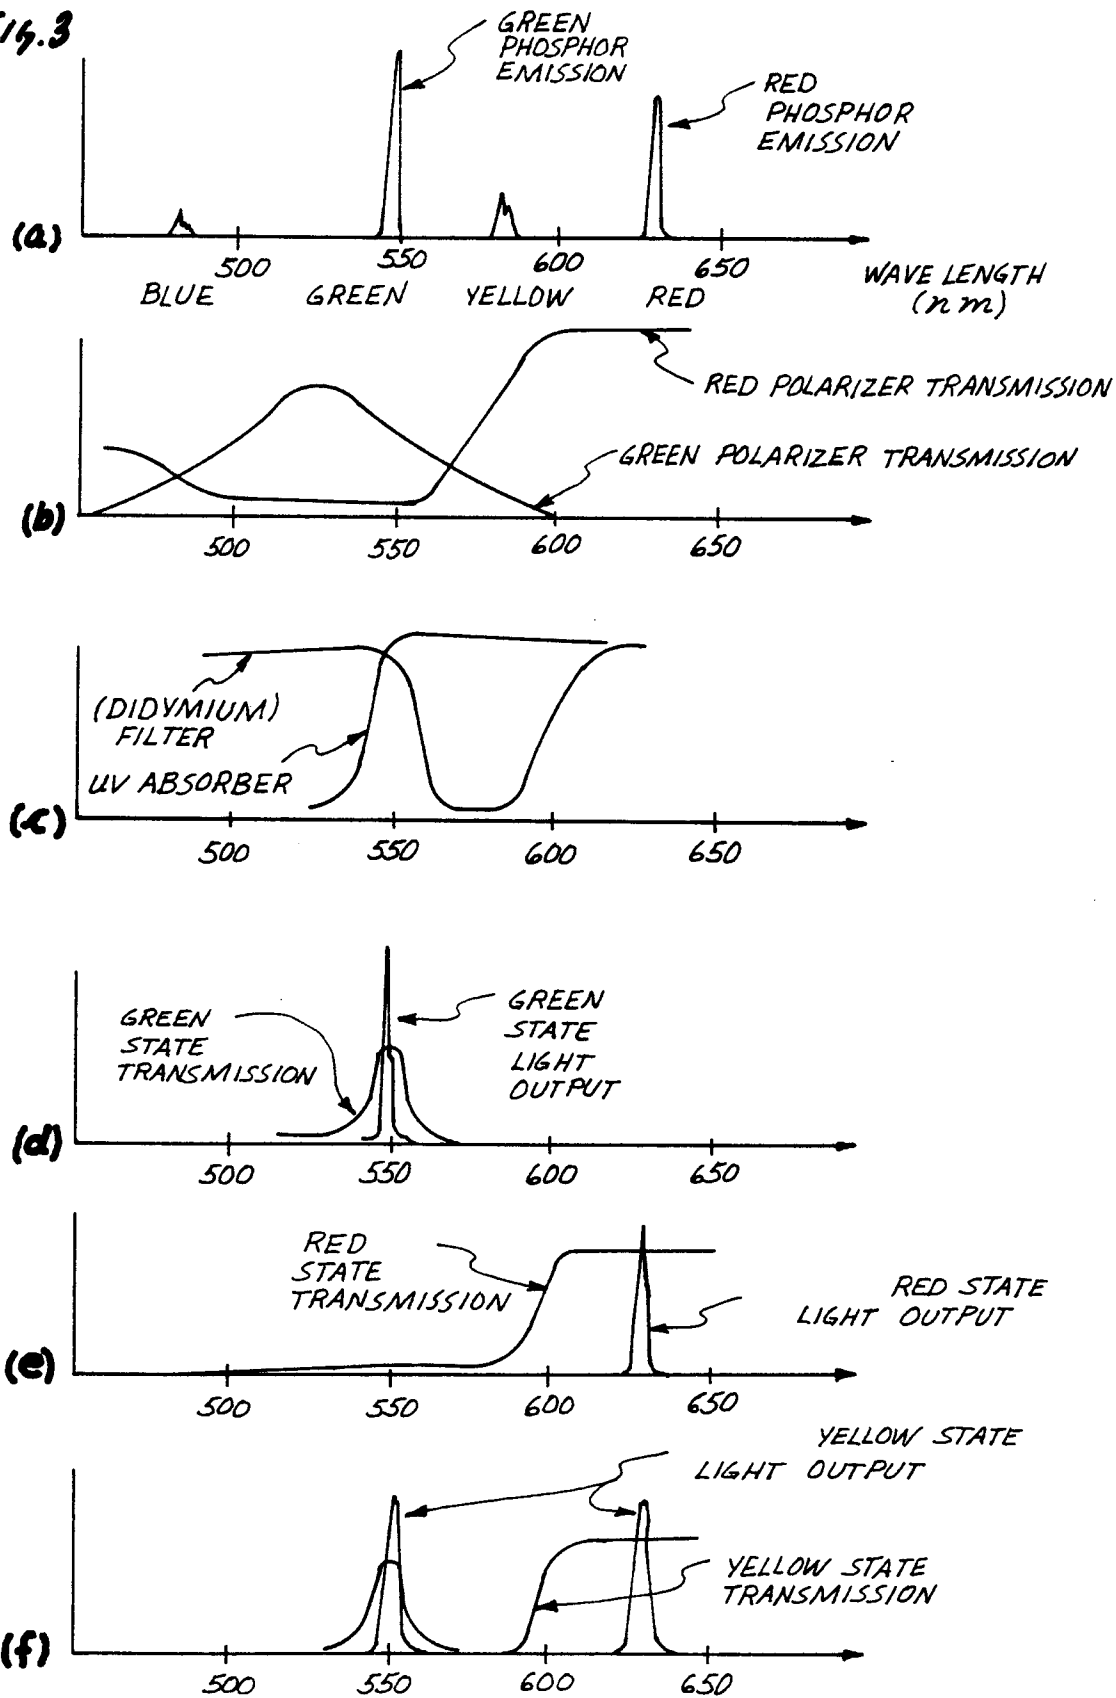 FIG.3
GREEN
PHOSPHOR
EMISSION
RED
PHOSPHOR
EMISSION
(a)
500
550
600
650
WAVE LENGTH
(nm)
BLUE
GREEN
YELLOW
RED
RED POLARIZER TRANSMISSION
GREEN POLARIZER TRANSMISSION
(b)
500
550
600
650
(DIDYMIUM)
FILTER
UV ABSORBER
(c)
500
550
600
650
GREEN
STATE
TRANSMISSION
GREEN
STATE
LIGHT
OUTPUT
(d)
500
550
600
650
RED
STATE
TRANSMISSION
RED STATE
LIGHT OUTPUT
(e)
500
550
600
650
YELLOW STATE
LIGHT OUTPUT
YELLOW STATE
TRANSMISSION
(f)
500
550
600
650